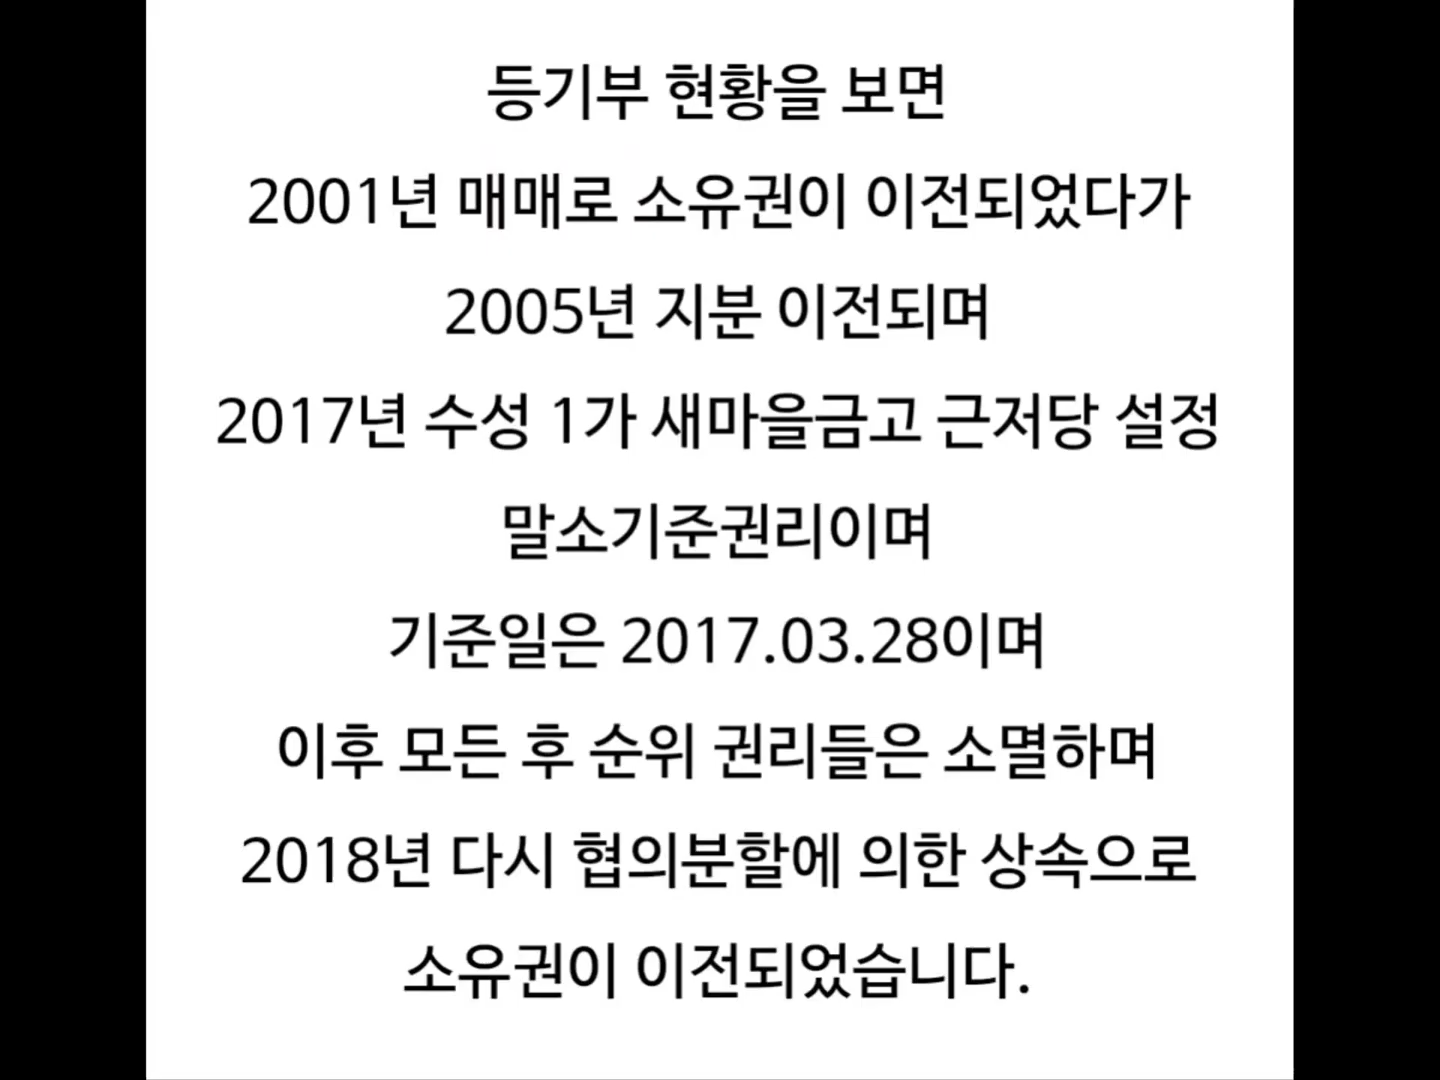 등기부 현황을 보면
2001년 매매로 소유권이 이전되었다가
2005년 지분 이전되며
2017년 수성 1가 새마을금고 근저당 설정
말소기준권리이며
기준일은 2017.03.28이며
이후 모든 후 순위 권리들은 소멸하며
2018년 다시 협의분할에 의한 상속으로
소유권이 이전되었습니다.